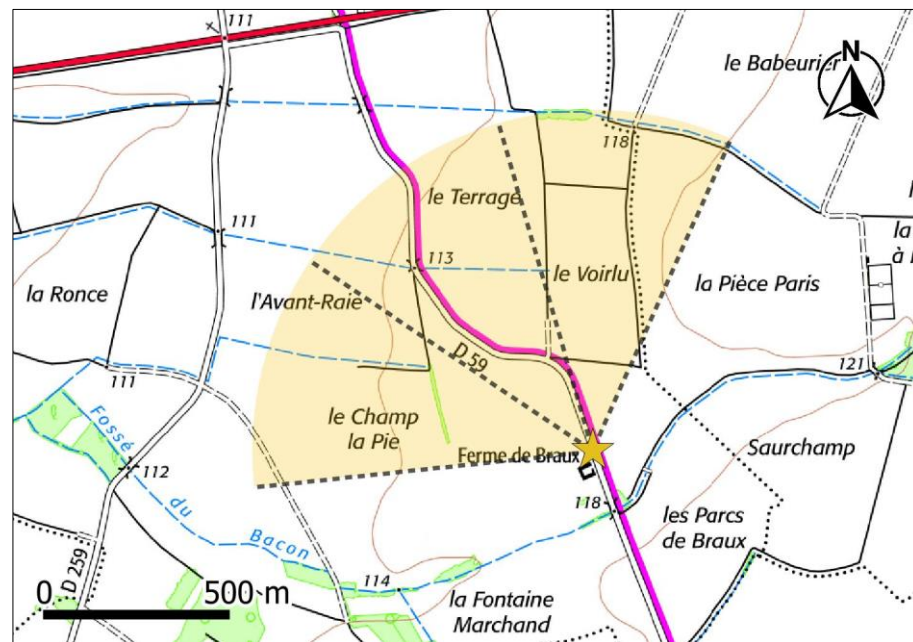 111
111
N
le Babeurier
118
le Terrage
111
113
la
à
la Ronce
l'Avant-Raie
le Voirlu
la Pièce Paris
D 59
111
121
le Champ
la Pie
Fossé
du
Bacon
Ferme de Braux
Saurchamp
112
118
les Parcs
de Braux
D 259
114
0 500 m
la Fontaine
Marchand